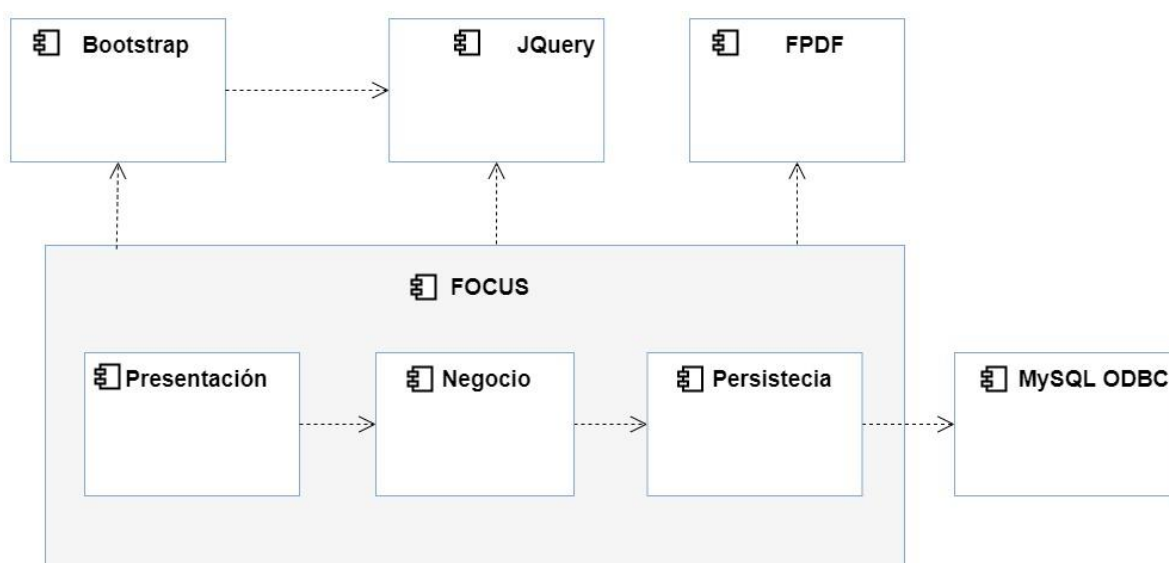 Bootstrap
JQuery
FPDF
FOCUS
Presentación
Negocio
Persistecia
MySQL ODBC